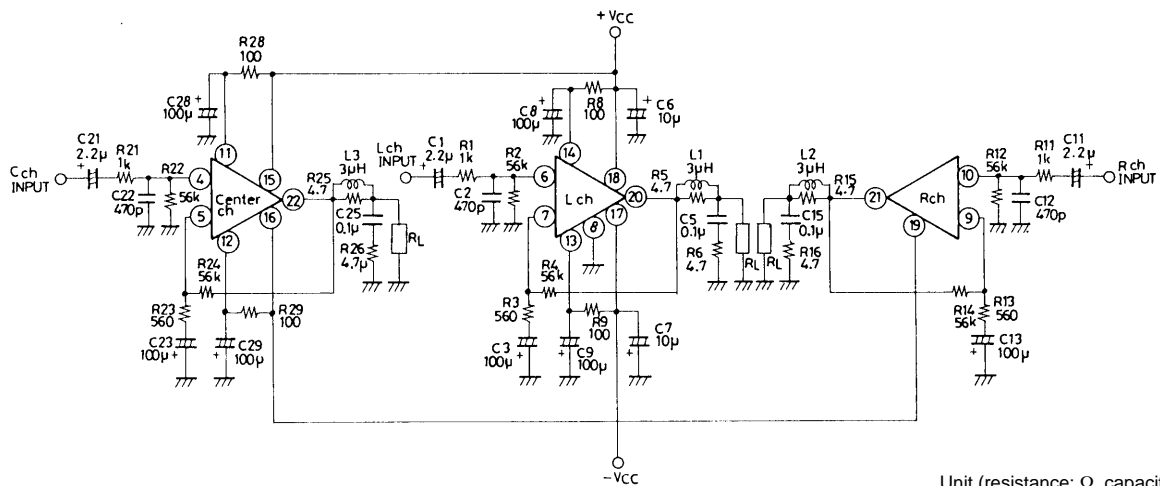 +VCC
R28
100
C28
100µ
+
C8
100µ
+
R8
100
C6
10µ
+
C21
2.2µ
+
R21
1k
R22
56k
C22
470p
C ch
INPUT
11
4
5
12
15
16
22
Center
ch
R25
4.7
L3
3µH
C25
0.1µ
R26
4.7µ
RL
R24
56k
R23
560
C23
100µ
+
R29
100
C29
100µ
+
L ch
INPUT
C1
2.2µ
+
R1
1k
R2
56k
C2
470p
14
6
7
13
8
18
17
20
L ch
R5
4.7
L1
3µH
C5
0.1µ
R6
4.7
RL
R4
56k
R3
560
C3
100µ
+
R9
100
C9
100µ
+
C7
10µ
+
L2
3µH
R15
4.7
C15
0.1µ
R16
4.7
RL
21
Rch
10
9
19
R12
56k
R11
1k
C11
2.2µ
+
C12
470p
R ch
INPUT
R14
56k
R13
560
C13
100µ
+
-VCC
Unit (resistance: Ω, capacit